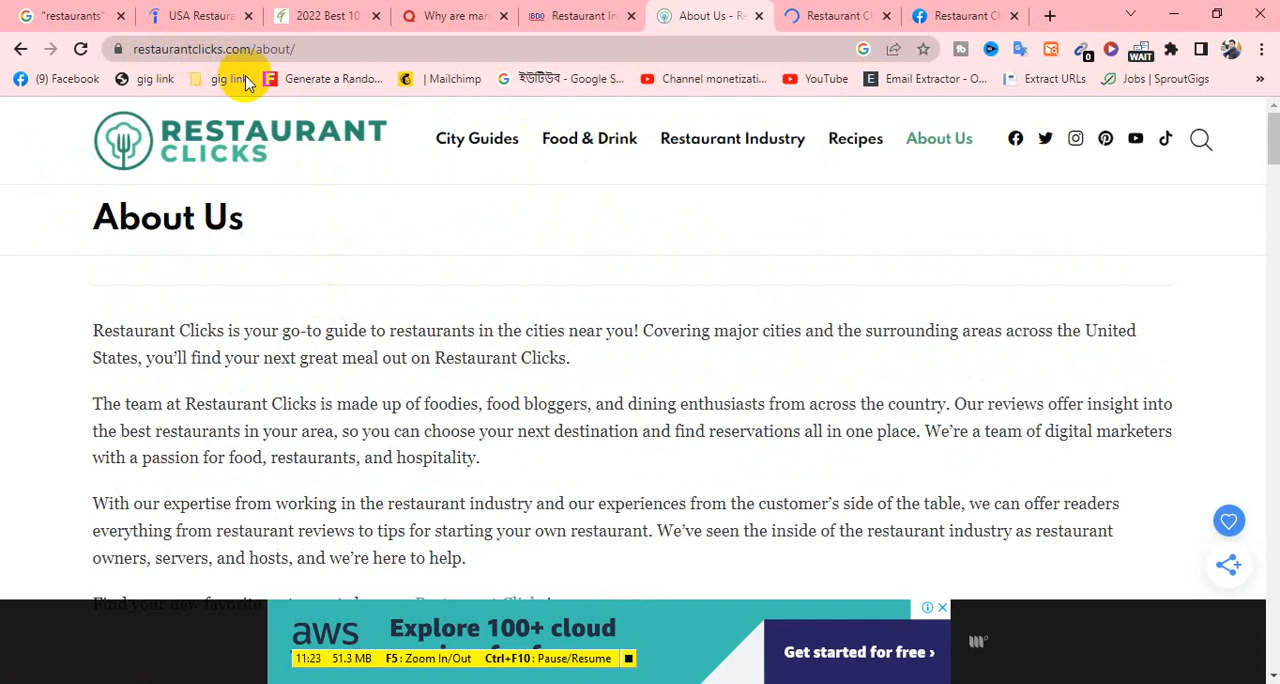 "restaurants"
USA Restaura
2022 Best 10
Why are mar
BDO
Restaurant In
About Us - Re
Restaurant C
Restaurant Cl
restaurantclicks.com/about/
0
WAIT
(9) Facebook
gig link
gig link
F
Generate a Rando...
| Mailchimp
ইউটিউব - Google S...
Channel monetizati...
YouTube
E
Email Extractor - O...
Extract URLs
Jobs | SproutGigs
»
RESTAURANT
CLICKS
City Guides
Food & Drink
Restaurant Industry
Recipes
About Us
About Us
Restaurant Clicks is your go-to guide to restaurants in the cities near you! Covering major cities and the surrounding areas across the United
States, you’ll find your next great meal out on Restaurant Clicks.
The team at Restaurant Clicks is made up of foodies, food bloggers, and dining enthusiasts from across the country. Our reviews offer insight into
the best restaurants in your area, so you can choose your next destination and find reservations all in one place. We’re a team of digital marketers
with a passion for food, restaurants, and hospitality.
With our expertise from working in the restaurant industry and our experiences from the customer’s side of the table, we can offer readers
everything from restaurant reviews to tips for starting your own restaurant. We’ve seen the inside of the restaurant industry as restaurant
owners, servers, and hosts, and we’re here to help.
Find your new favorite
aws
Explore 100+ cloud
Get started for free ›
11:23 51.3 MB F5: Zoom In/Out Ctrl+F10: Pause/Resume